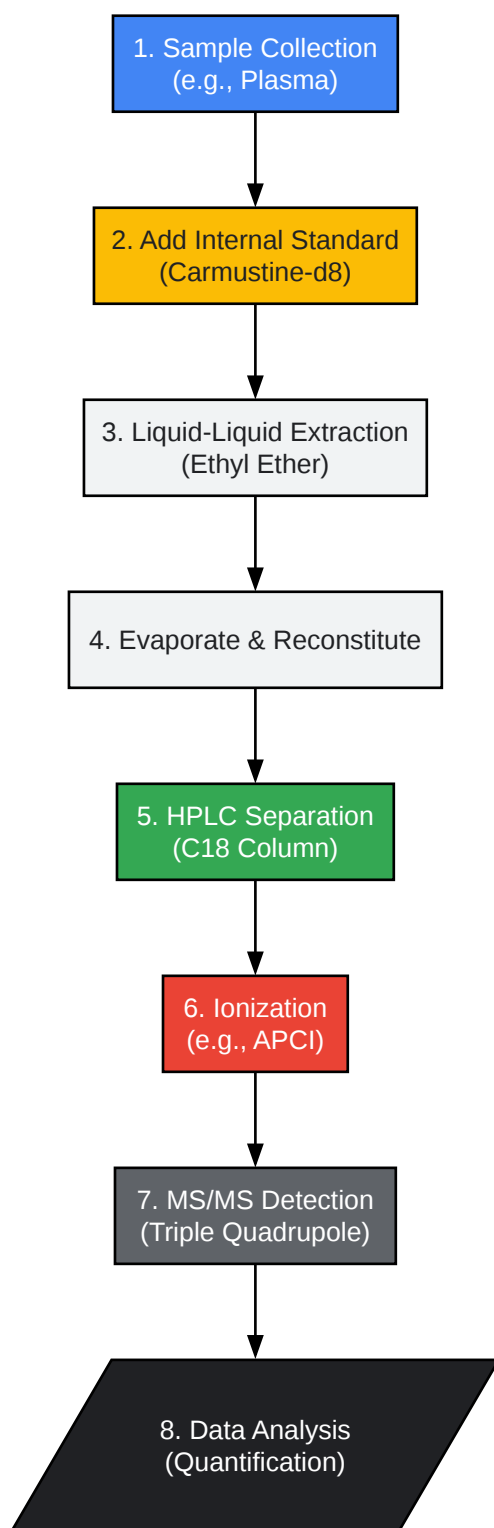 1. Sample Collection
(e.g., Plasma)
2. Add Internal Standard
(Carmustine-d8)
3. Liquid-Liquid Extraction
(Ethyl Ether)
4. Evaporate & Reconstitute
5. HPLC Separation
(C18 Column)
6. Ionization
(e.g., APCI)
7. MS/MS Detection
(Triple Quadrupole)
8. Data Analysis
(Quantification)